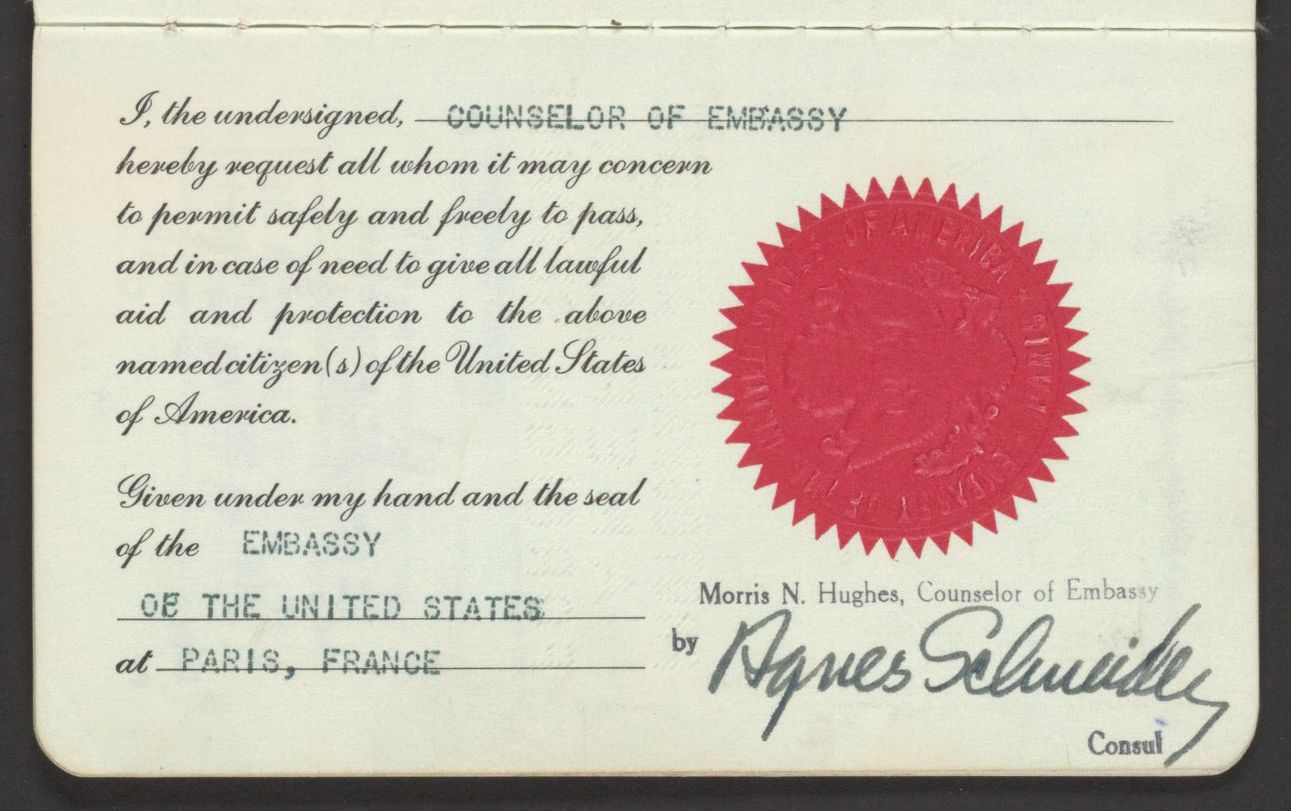 I, the undersigned, COUNSELOR OF EMBASSY
hereby request all whom it may concern
to permit safely and freely to pass,
and in case of need to give all lawful
aid and protection to the above
named citizen(s) of the United States
of America.
Given under my hand and the seal
of the EMBASSY
OF THE UNITED STATES
at PARIS, FRANCE
OF AMERICA
PARIS
EMBASSY OF
Morris N. Hughes, Counselor of Embassy
by Agnes Schneider
Consul